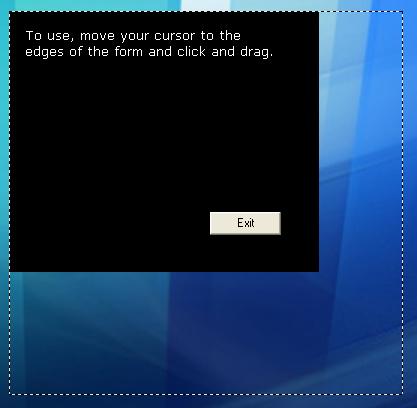 To use, move your cursor to the
edges of the form and click and drag.
Exit